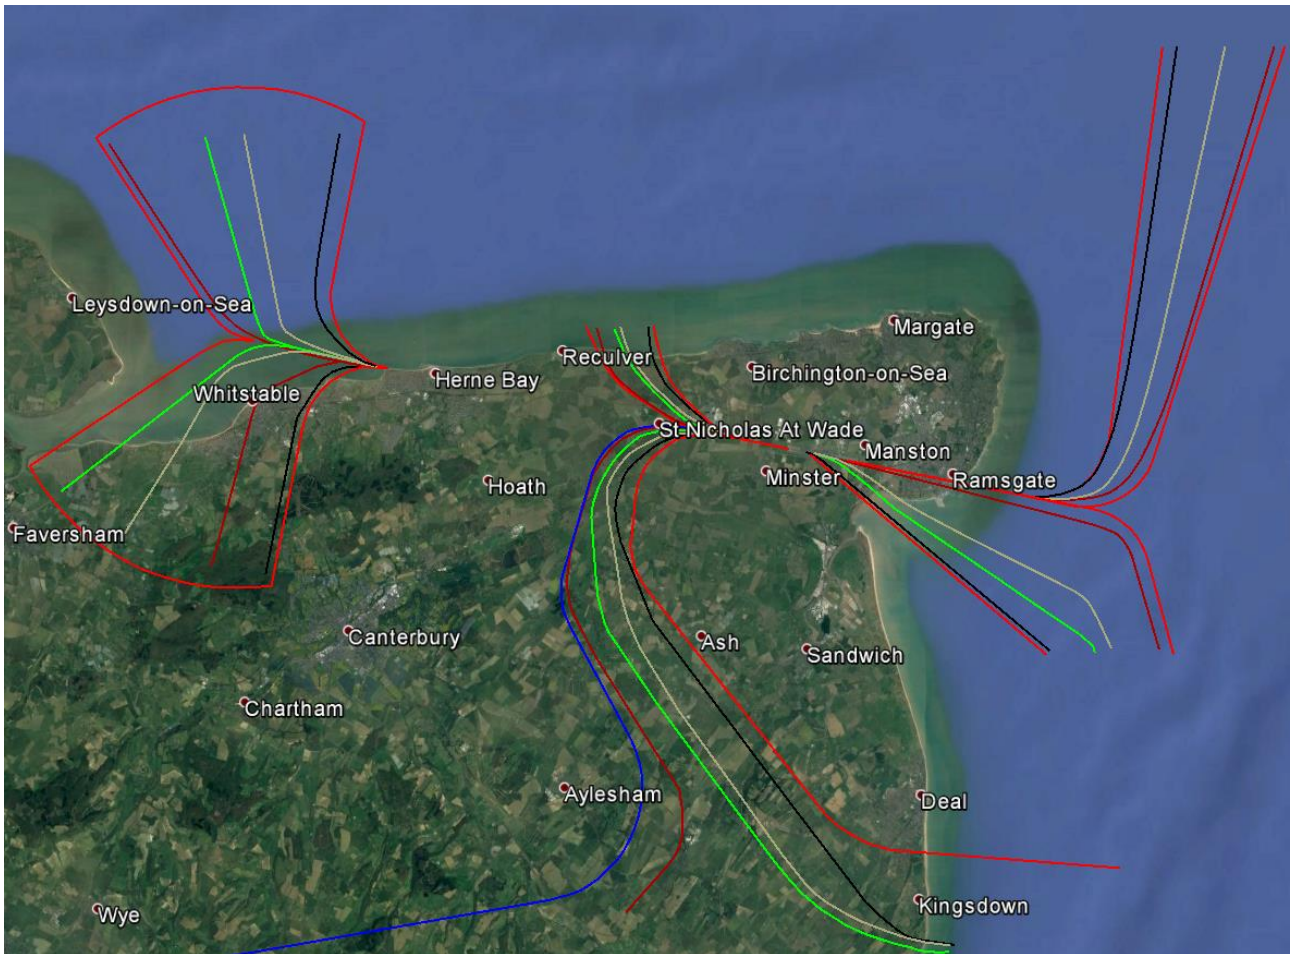 Leysdown-on-Sea
Margate
Reculver
Birchington-on-Sea
Herne Bay
Whitstable
St Nicholas At Wade
Manston
Minster
Ramsgate
Hoath
Faversham
Canterbury
Ash
Sandwich
Chartham
Aylesham
Deal
Kingsdown
Wye